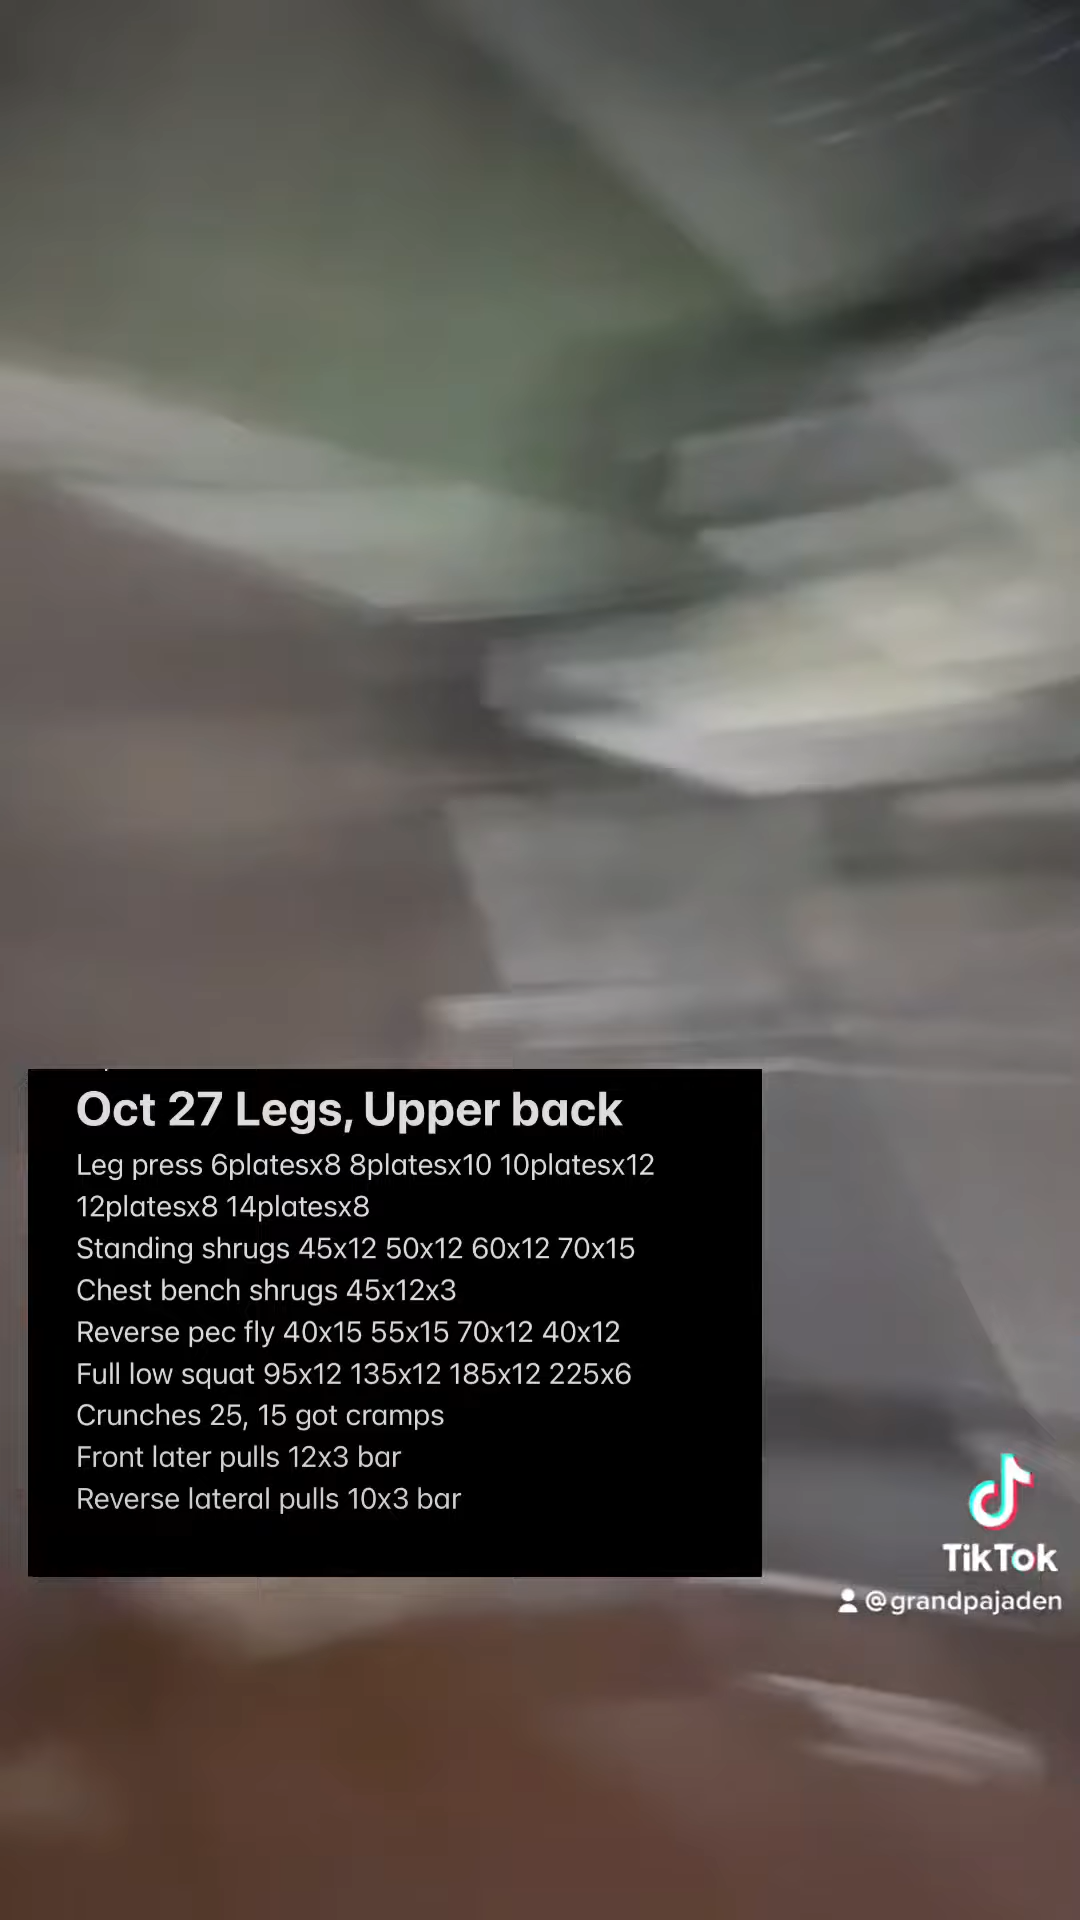 Oct 27 Legs, Upper back
Leg press 6platesx8 8platesx10 10platesx12
12platesx8 14platesx8
Standing shrugs 45x12 50x12 60x12 70x15
Chest bench shrugs 45x12x3
Reverse pec fly 40x15 55x15 70x12 40x12
Full low squat 95x12 135x12 185x12 225x6
Crunches 25, 15 got cramps
Front later pulls 12x3 bar
Reverse lateral pulls 10x3 bar
TikTok
@grandpajaden